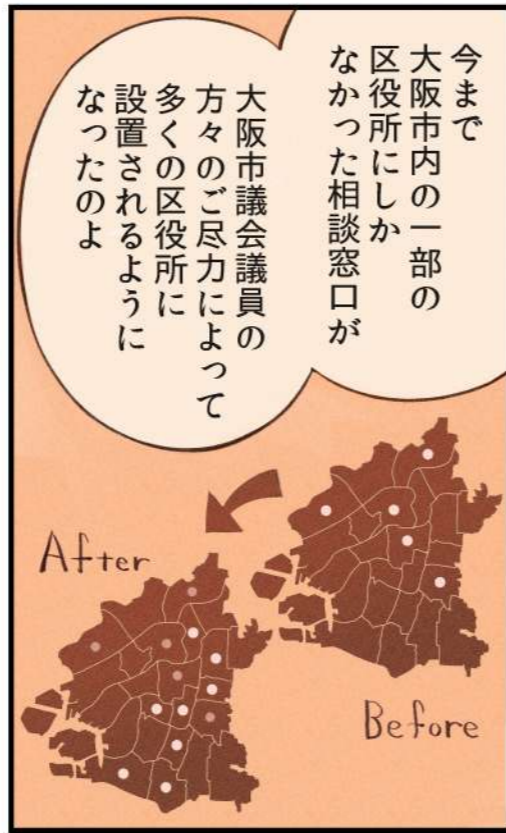 今まで
大阪市内の一部の
区役所にしか
なかった相談窓口が
大阪市議会議員の
方々のご尽力によって
多くの区役所に
設置されるように
なったのよ
Before
After